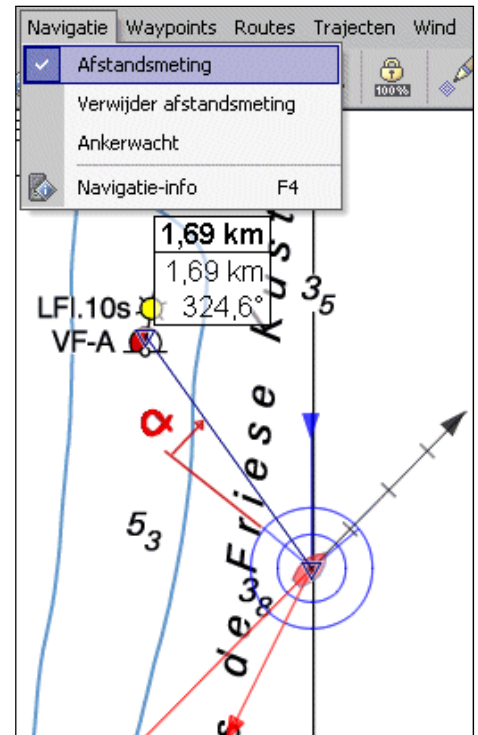 Navigatie Waypoints Routes Trajecten Wind
Afstandsmeting
100%
Verwijder afstandsmeting
Ankerwacht
Navigatie-info F4
1,69 km
1,69 km
324,6°
LFl.10s
VF-A
3₅
α
5₃
3₈
s de Friese Kust